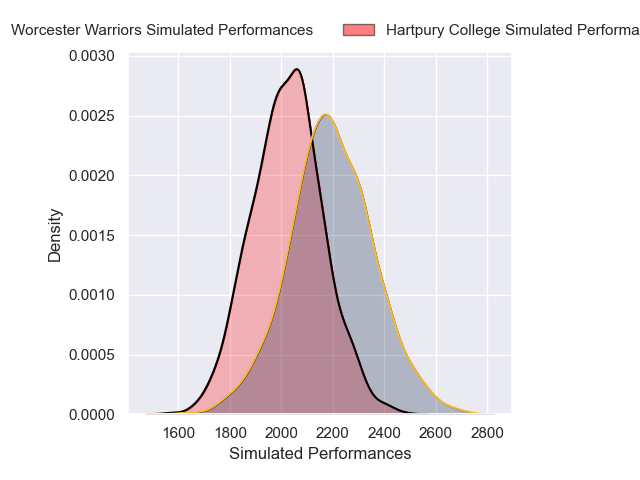 Worcester Warriors Simulated Performances
Hartpury College Simulated Performa
0.0030
0.0025
0.0020
0.0015
0.0010
0.0005
0.0000
Density
1600 1800 2000 2200 2400 2600 2800
Simulated Performances